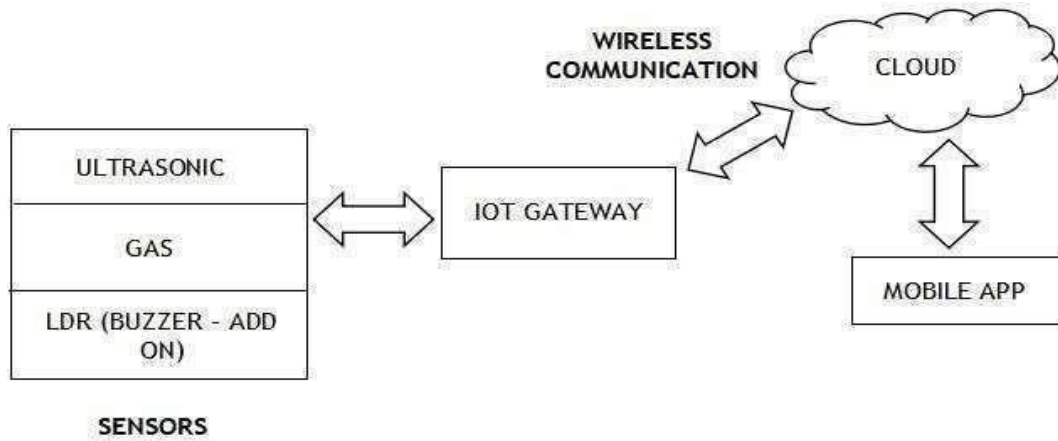 WIRELESS
COMMUNICATION
CLOUD
ULTRASONIC
GAS
LDR (BUZZER - ADD
ON)
SENSORS
IOT GATEWAY
MOBILE APP